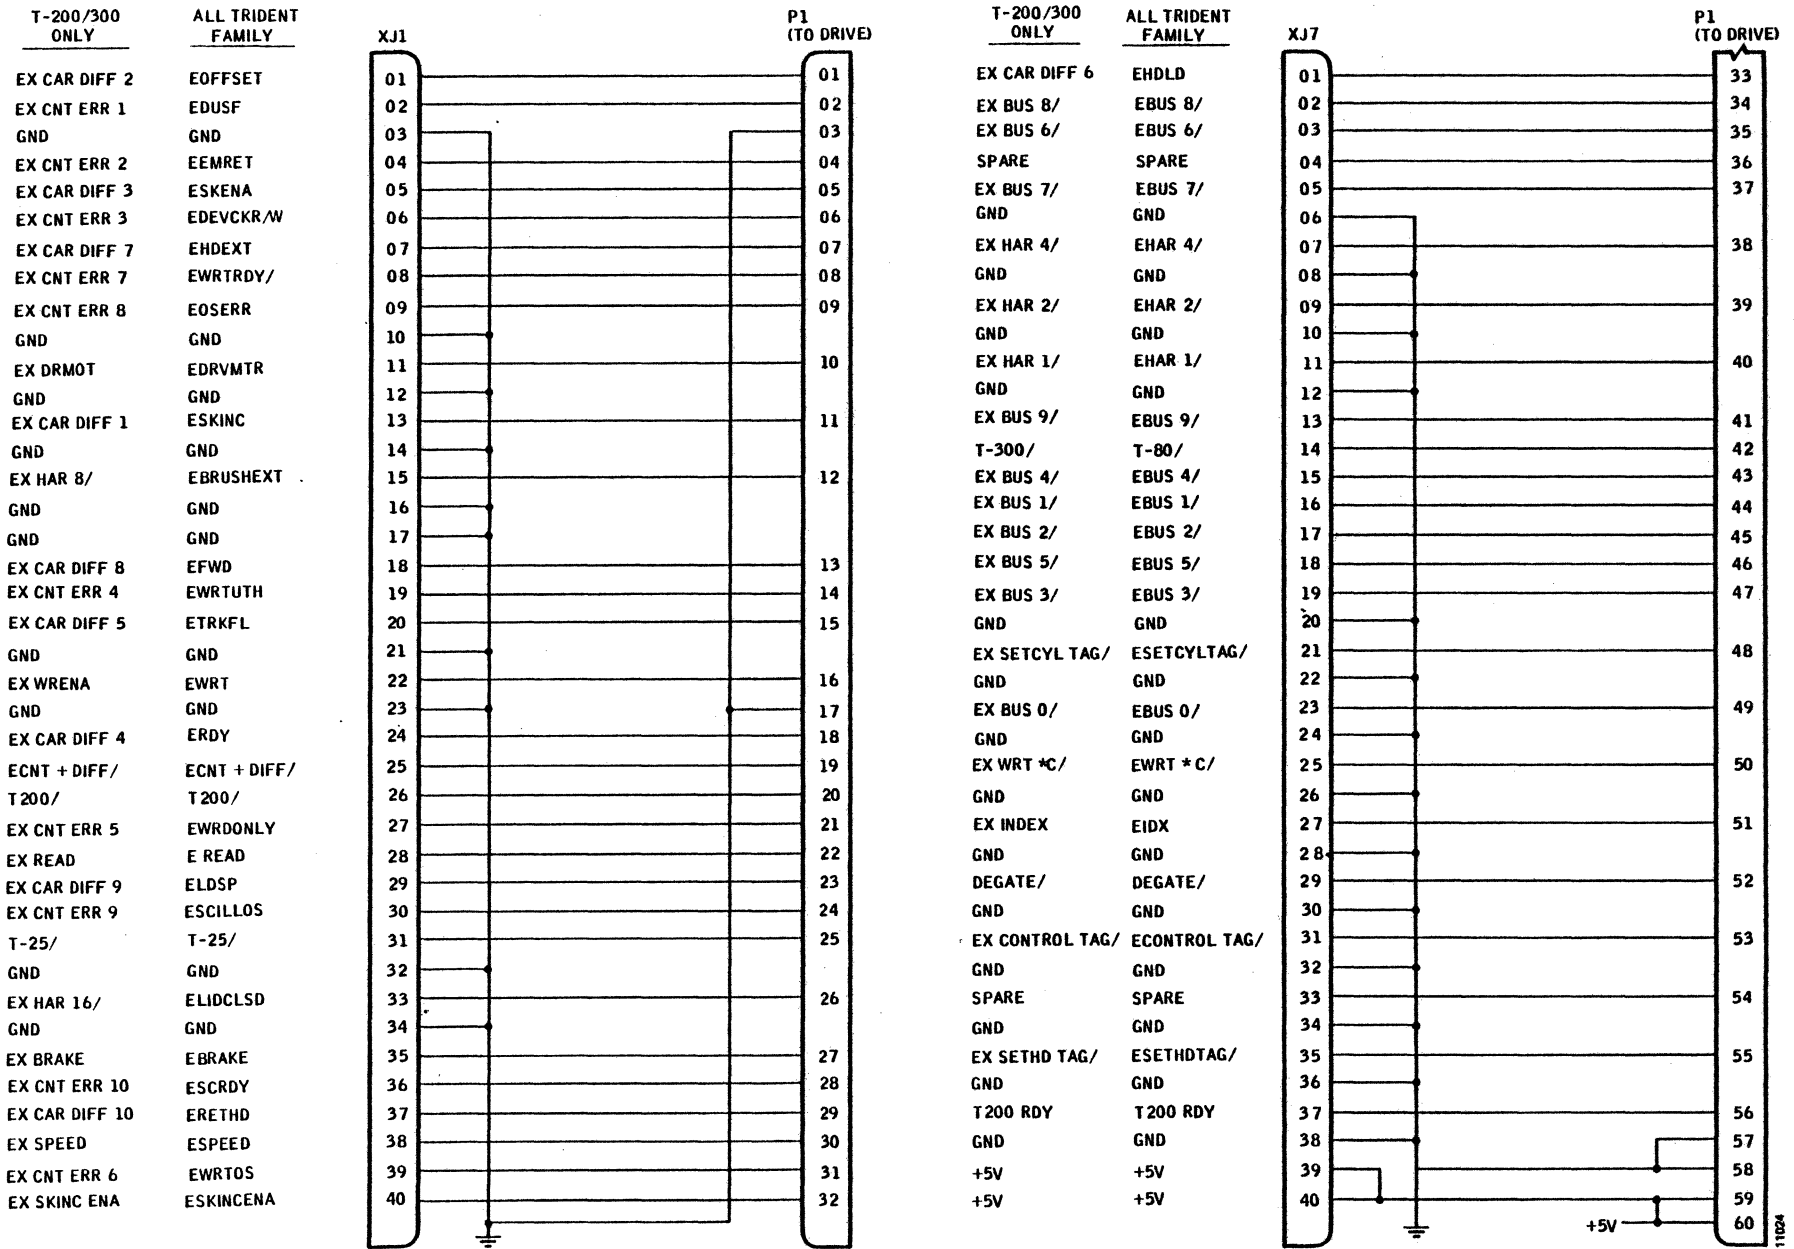 T-200/300 ALL TRIDENT P1
ONLY FAMILY XJ1 (TO DRIVE)
EX CAR DIFF 2 EOFFSET 01 01
EX CNT ERR 1 EDUSF 02 02
GND GND 03 03
EX CNT ERR 2 EEMRET 04 04
EX CAR DIFF 3 ESKENA 05 05
EX CNT ERR 3 EDEVCKR/W 06 06
EX CAR DIFF 7 EHDEXT 07 07
EX CNT ERR 7 EWRTRDY/ 08 08
EX CNT ERR 8 EOSERR 09 09
GND GND 10
EX DRMOT EDRVMTR 11 10
GND GND 12
EX CAR DIFF 1 ESKINC 13 11
GND GND 14
EX HAR 8/ EBRUSHEXT 15 12
GND GND 16
GND GND 17
EX CAR DIFF 8 EFWD 18 13
EX CNT ERR 4 EWRTUTH 19 14
EX CAR DIFF 5 ETRKFL 20 15
GND GND 21
EX WRENA EWRT 22 16
GND GND 23 17
EX CAR DIFF 4 ERDY 24 18
ECNT + DIFF/ ECNT + DIFF/ 25 19
T200/ T200/ 26 20
EX CNT ERR 5 EWRDONLY 27 21
EX READ E READ 28 22
EX CAR DIFF 9 ELDSP 29 23
EX CNT ERR 9 ESCILLOS 30 24
T-25/ T-25/ 31 25
GND GND 32
EX HAR 16/ ELIDCLSD 33 26
GND GND 34
EX BRAKE EBRAKE 35 27
EX CNT ERR 10 ESCRDY 36 28
EX CAR DIFF 10 ERETHD 37 29
EX SPEED ESPEED 38 30
EX CNT ERR 6 EWRTOS 39 31
EX SKINC ENA ESKINCENA 40 32
T-200/300 ALL TRIDENT P1
ONLY FAMILY XJ7 (TO DRIVE)
EX CAR DIFF 6 EHDLD 01 33
EX BUS 8/ EBUS 8/ 02 34
EX BUS 6/ EBUS 6/ 03 35
SPARE SPARE 04 36
EX BUS 7/ EBUS 7/ 05 37
GND GND 06
EX HAR 4/ EHAR 4/ 07 38
GND GND 08
EX HAR 2/ EHAR 2/ 09 39
GND GND 10
EX HAR 1/ EHAR 1/ 11 40
GND GND 12
EX BUS 9/ EBUS 9/ 13 41
T-300/ T-80/ 14 42
EX BUS 4/ EBUS 4/ 15 43
EX BUS 1/ EBUS 1/ 16 44
EX BUS 2/ EBUS 2/ 17 45
EX BUS 5/ EBUS 5/ 18 46
EX BUS 3/ EBUS 3/ 19 47
GND GND 20
EX SETCYL TAG/ ESETCYLTAG/ 21 48
GND GND 22
EX BUS 0/ EBUS 0/ 23 49
GND GND 24
EX WRT *C/ EWRT *C/ 25 50
GND GND 26
EX INDEX EIDX 27 51
GND GND 28
DEGATE/ DEGATE/ 29 52
GND GND 30
EX CONTROL TAG/ ECONTROL TAG/ 31 53
GND GND 32
SPARE SPARE 33 54
GND GND 34
EX SETHD TAG/ ESETHDTAG/ 35 55
GND GND 36
T200 RDY T200 RDY 37 56
GND GND 38 57
+5V +5V 39 58
+5V +5V 40 59
+5V 60
11024